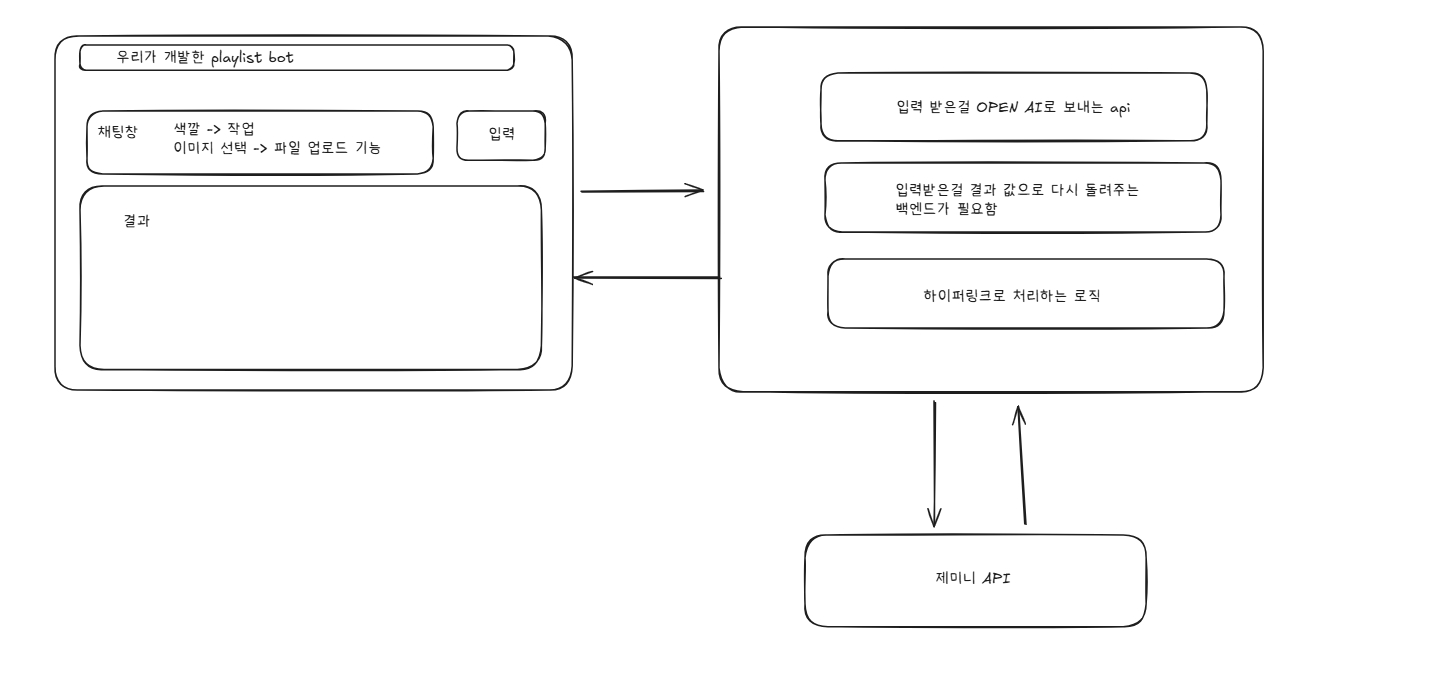 우리가 개발한 playlist bot
채팅창
색깔 -> 작업
이미지 선택 -> 파일 업로드 기능
입력
결과
입력 받은걸 OPEN AI로 보내는 api
입력받은걸 결과 값으로 다시 돌려주는
백엔드가 필요함
하이퍼링크로 처리하는 로직
제미니 API